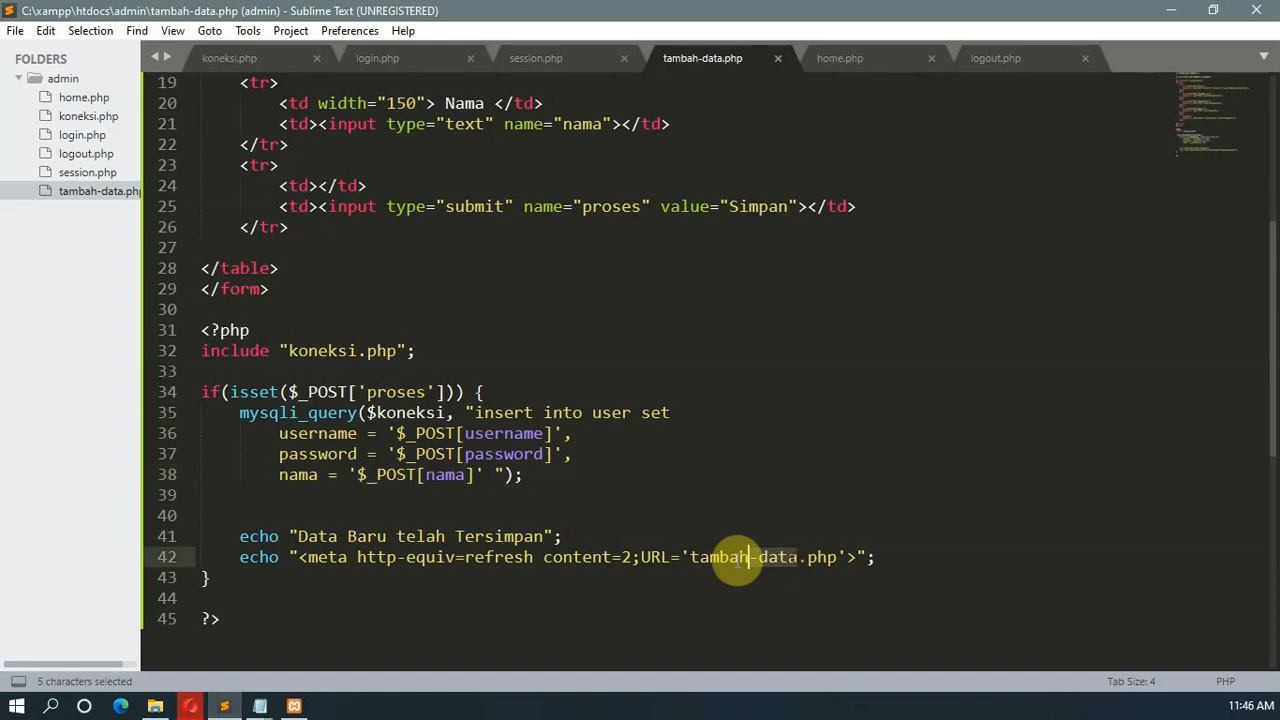 C:\xampp\htdocs\admin\tambah-data.php (admin) - Sublime Text (UNREGISTERED)
File Edit Selection Find View Goto Tools Project Preferences Help
FOLDERS
admin
home.php
koneksi.php
login.php
logout.php
session.php
tambah-data.php
koneksi.php login.php session.php tambah-data.php home.php logout.php
19 <tr>
20 <td width="150"> Nama </td>
21 <td><input type="text" name="nama"></td>
22 </tr>
23 <tr>
24 <td></td>
25 <td><input type="submit" name="proses" value="Simpan"></td>
26 </tr>
27
28 </table>
29 </form>
30
31 <?php
32 include "koneksi.php";
33
34 if(isset($_POST['proses'])) {
35 mysqli_query($koneksi, "insert into user set
36 username = '$_POST[username]',
37 password = '$_POST[password]',
38 nama = '$_POST[nama]' ");
39
40
41 echo "Data Baru telah Tersimpan";
42 echo "<meta http-equiv=refresh content=2;URL='tambah-data.php'>";
43 }
44
45 ?>
5 characters selected
Tab Size: 4
PHP
11:46 AM